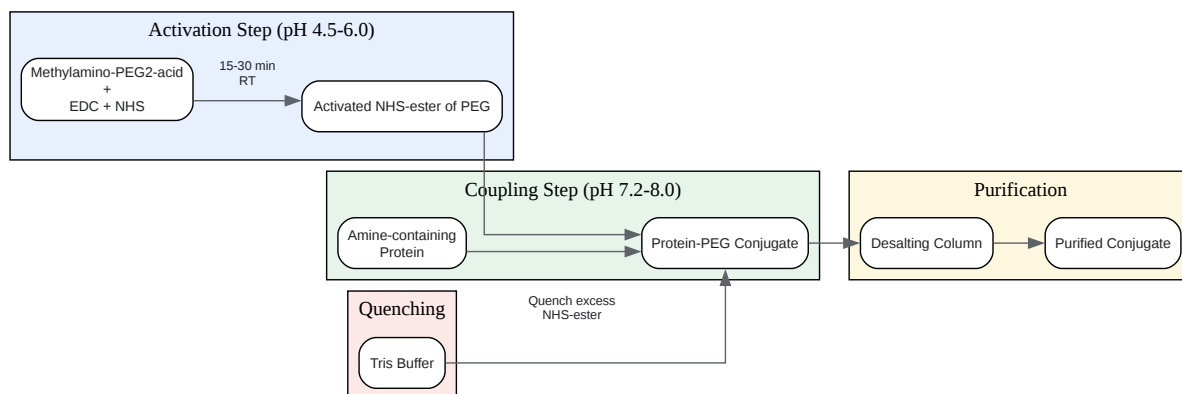 Activation Step (pH 4.5-6.0)
Methylamino-PEG2-acid
+
EDC + NHS
15-30 min
RT
Activated NHS-ester of PEG
Coupling Step (pH 7.2-8.0)
Amine-containing
Protein
Protein-PEG Conjugate
Purification
Desalting Column
Purified Conjugate
Quenching
Tris Buffer
Quench excess
NHS-ester